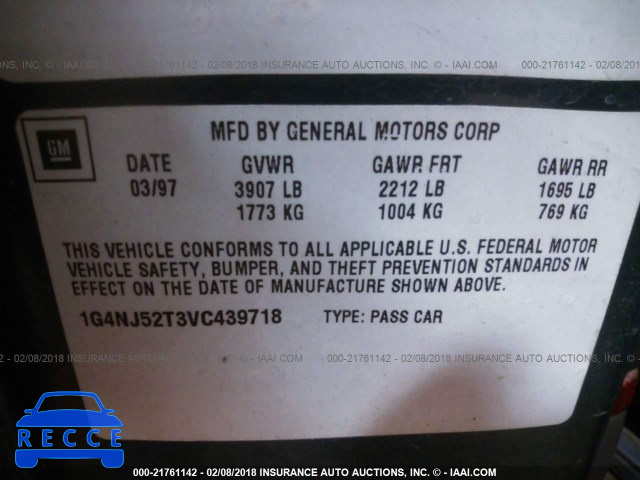 000-21761142 - 02/08/2018 INSURANCE AUTO AUCTIONS, INC. © - IAAI.COM
GM
MFD BY GENERAL MOTORS CORP
DATE GVWR GAWR FRT GAWR RR
03/97 3907 LB 2212 LB 1695 LB
1773 KG 1004 KG 769 KG
THIS VEHICLE CONFORMS TO ALL APPLICABLE U.S. FEDERAL MOTOR
VEHICLE SAFETY, BUMPER, AND THEFT PREVENTION STANDARDS IN
EFFECT ON THE DATE OF MANUFACTURE SHOWN ABOVE.
1G4NJ52T3VC439718 TYPE: PASS CAR
RECCE
000-21761142 - 02/08/2018 INSURANCE AUTO AUCTIONS, INC. © - IAAI.COM